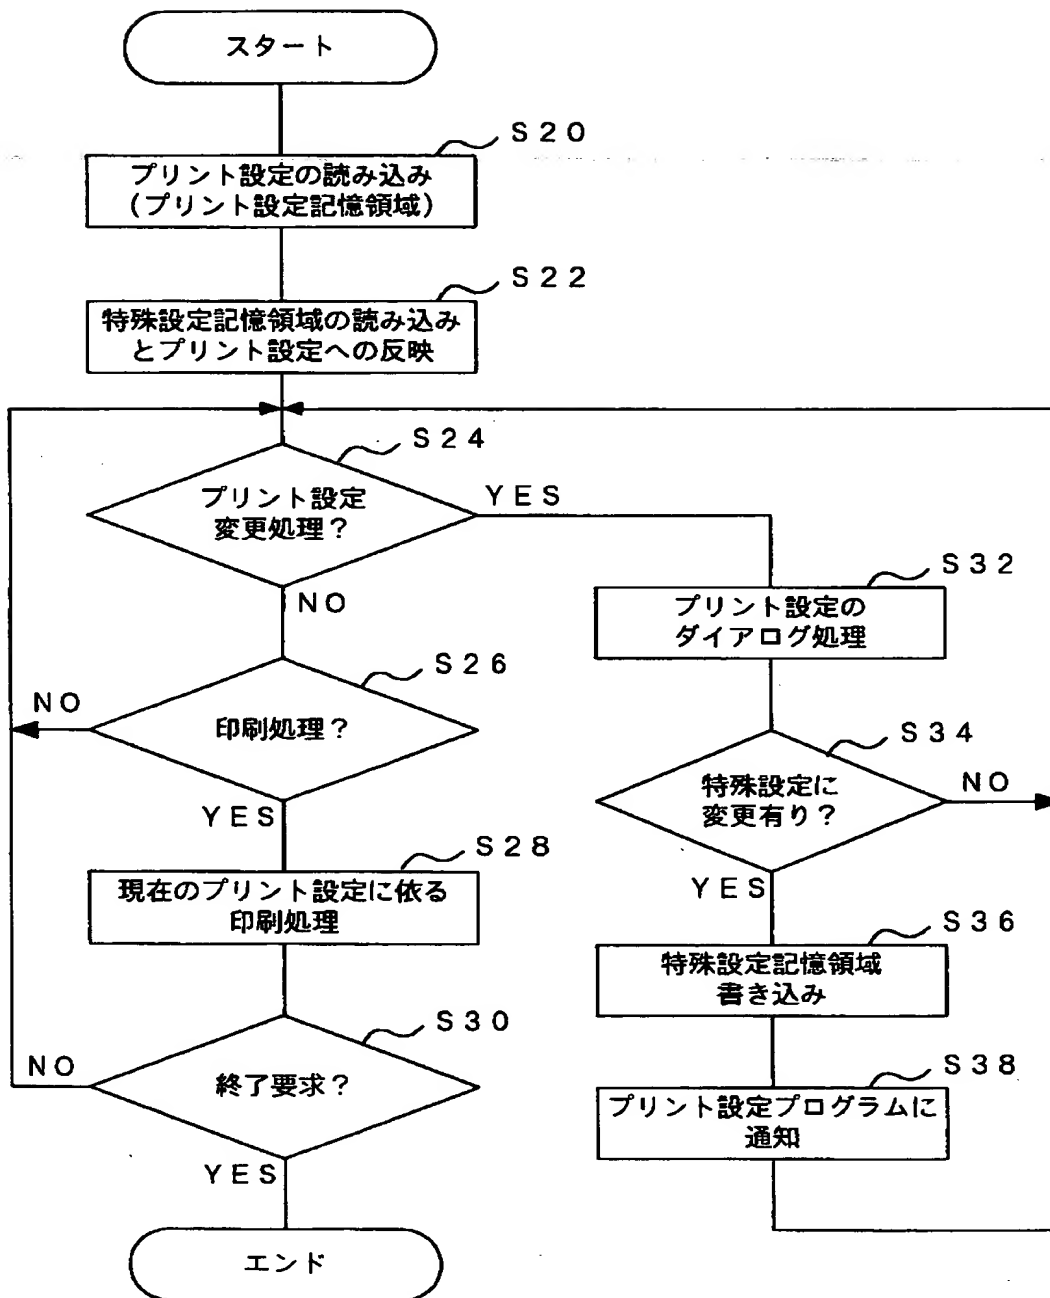 スタート
S20
プリント設定の読み込み
(プリント設定記憶領域)
S22
特殊設定記憶領域の読み込み
とプリント設定への反映
S24
プリント設定
変更処理?
YES
NO
S32
プリント設定の
ダイアログ処理
S26
NO
印刷処理?
YES
S34
特殊設定に
変更有り?
NO
YES
S28
現在のプリント設定に依る
印刷処理
S36
特殊設定記憶領域
書き込み
S30
NO
終了要求?
YES
S38
プリント設定プログラムに
通知
エンド